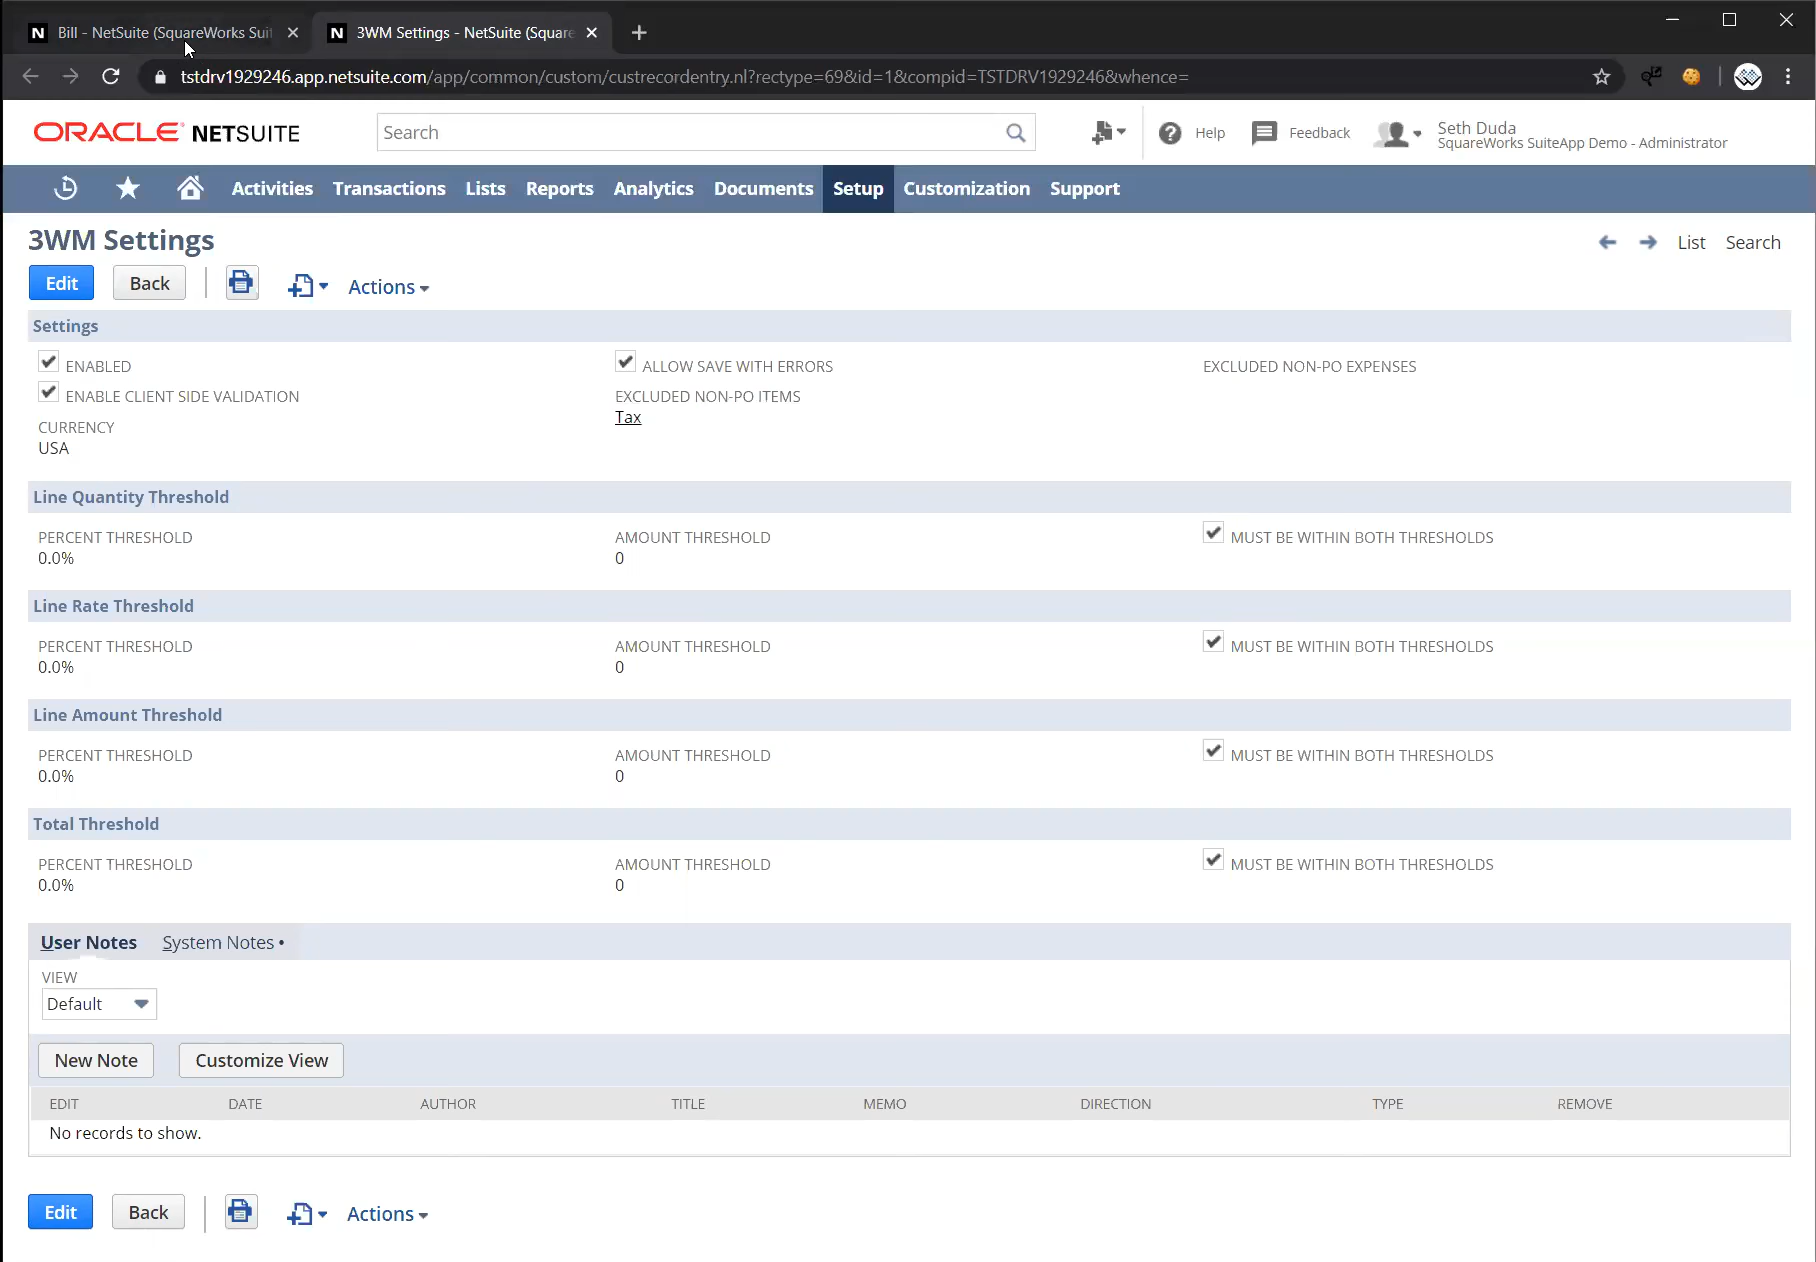 Bill - NetSuite (SquareWorks Suit
3WM Settings - NetSuite (Square
tstdrv1929246.app.netsuite.com/app/common/custom/custrecordentry.nl?rectype=69&id=1&compid=TSTDRV1929246&whence=
ORACLE NETSUITE
Search
Help
Feedback
Seth Duda
SquareWorks SuiteApp Demo - Administrator
Activities Transactions Lists Reports Analytics Documents Setup Customization Support
3WM Settings
List Search
Edit Back Actions
Settings
ENABLED
ALLOW SAVE WITH ERRORS
EXCLUDED NON-PO EXPENSES
ENABLE CLIENT SIDE VALIDATION
EXCLUDED NON-PO ITEMS
Tax
CURRENCY
USA
Line Quantity Threshold
PERCENT THRESHOLD AMOUNT THRESHOLD MUST BE WITHIN BOTH THRESHOLDS
0.0% 0
Line Rate Threshold
PERCENT THRESHOLD AMOUNT THRESHOLD MUST BE WITHIN BOTH THRESHOLDS
0.0% 0
Line Amount Threshold
PERCENT THRESHOLD AMOUNT THRESHOLD MUST BE WITHIN BOTH THRESHOLDS
0.0% 0
Total Threshold
PERCENT THRESHOLD AMOUNT THRESHOLD MUST BE WITHIN BOTH THRESHOLDS
0.0% 0
User Notes System Notes •
VIEW
Default
New Note Customize View
EDIT DATE AUTHOR TITLE MEMO DIRECTION TYPE REMOVE
No records to show.
Edit Back Actions